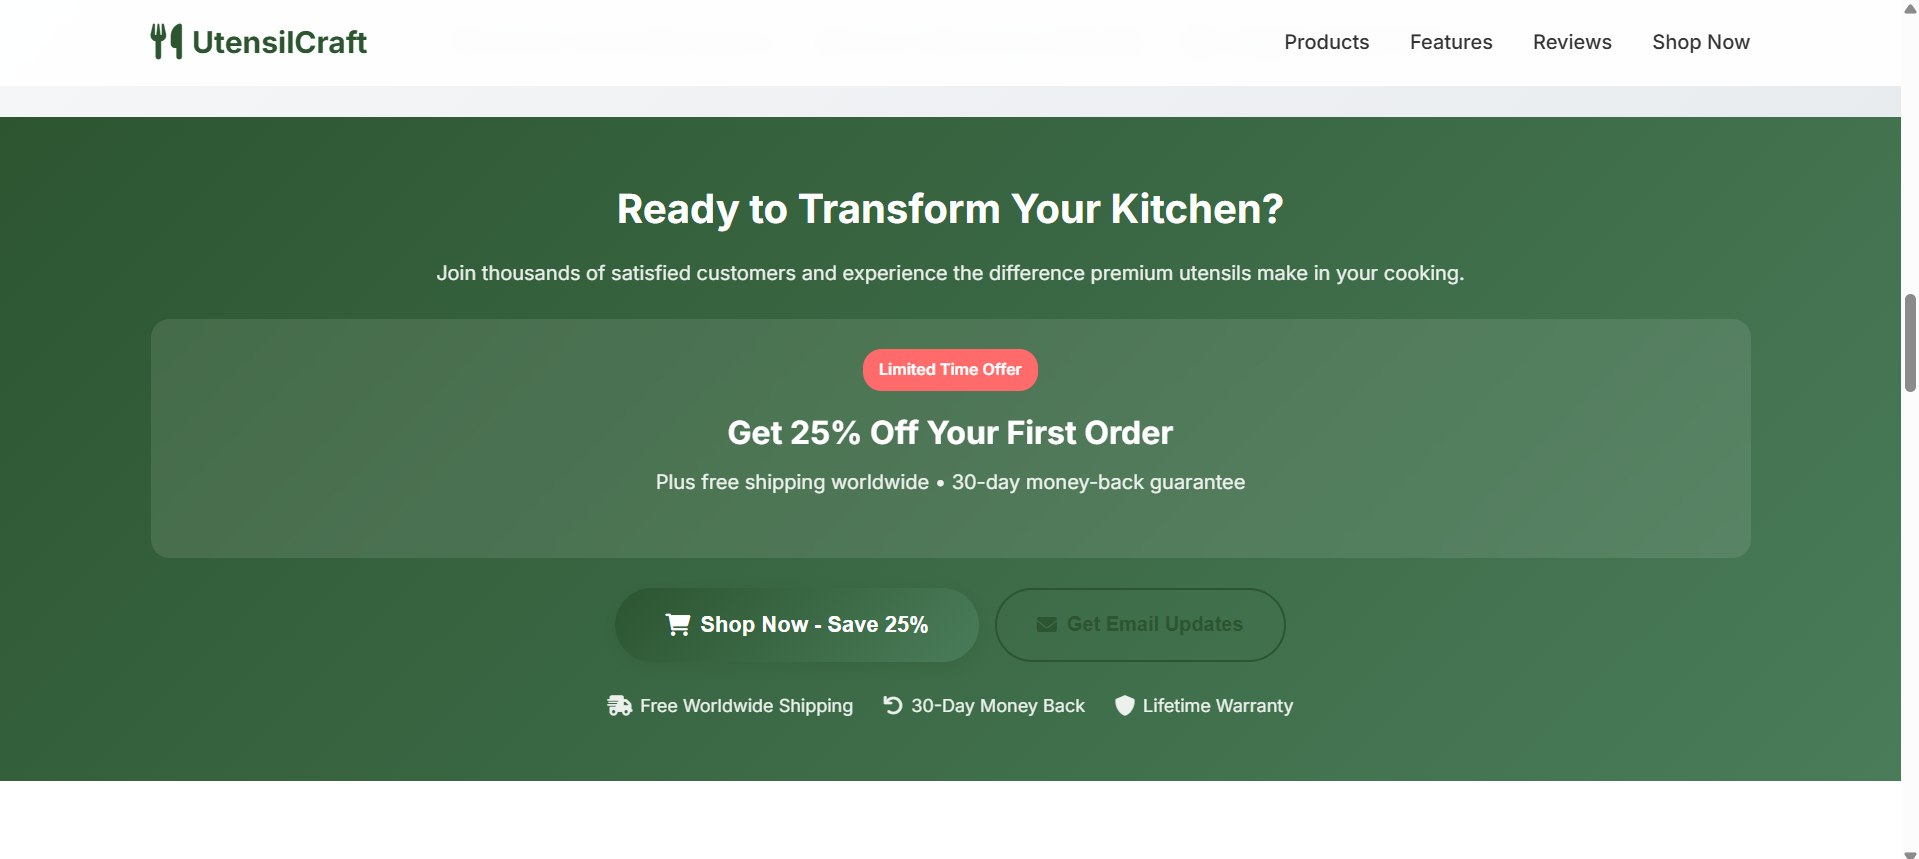 UtensilCraft
Products Features Reviews Shop Now
Ready to Transform Your Kitchen?
Join thousands of satisfied customers and experience the difference premium utensils make in your cooking.
Limited Time Offer
Get 25% Off Your First Order
Plus free shipping worldwide • 30-day money-back guarantee
Shop Now - Save 25%
Get Email Updates
Free Worldwide Shipping
30-Day Money Back
Lifetime Warranty